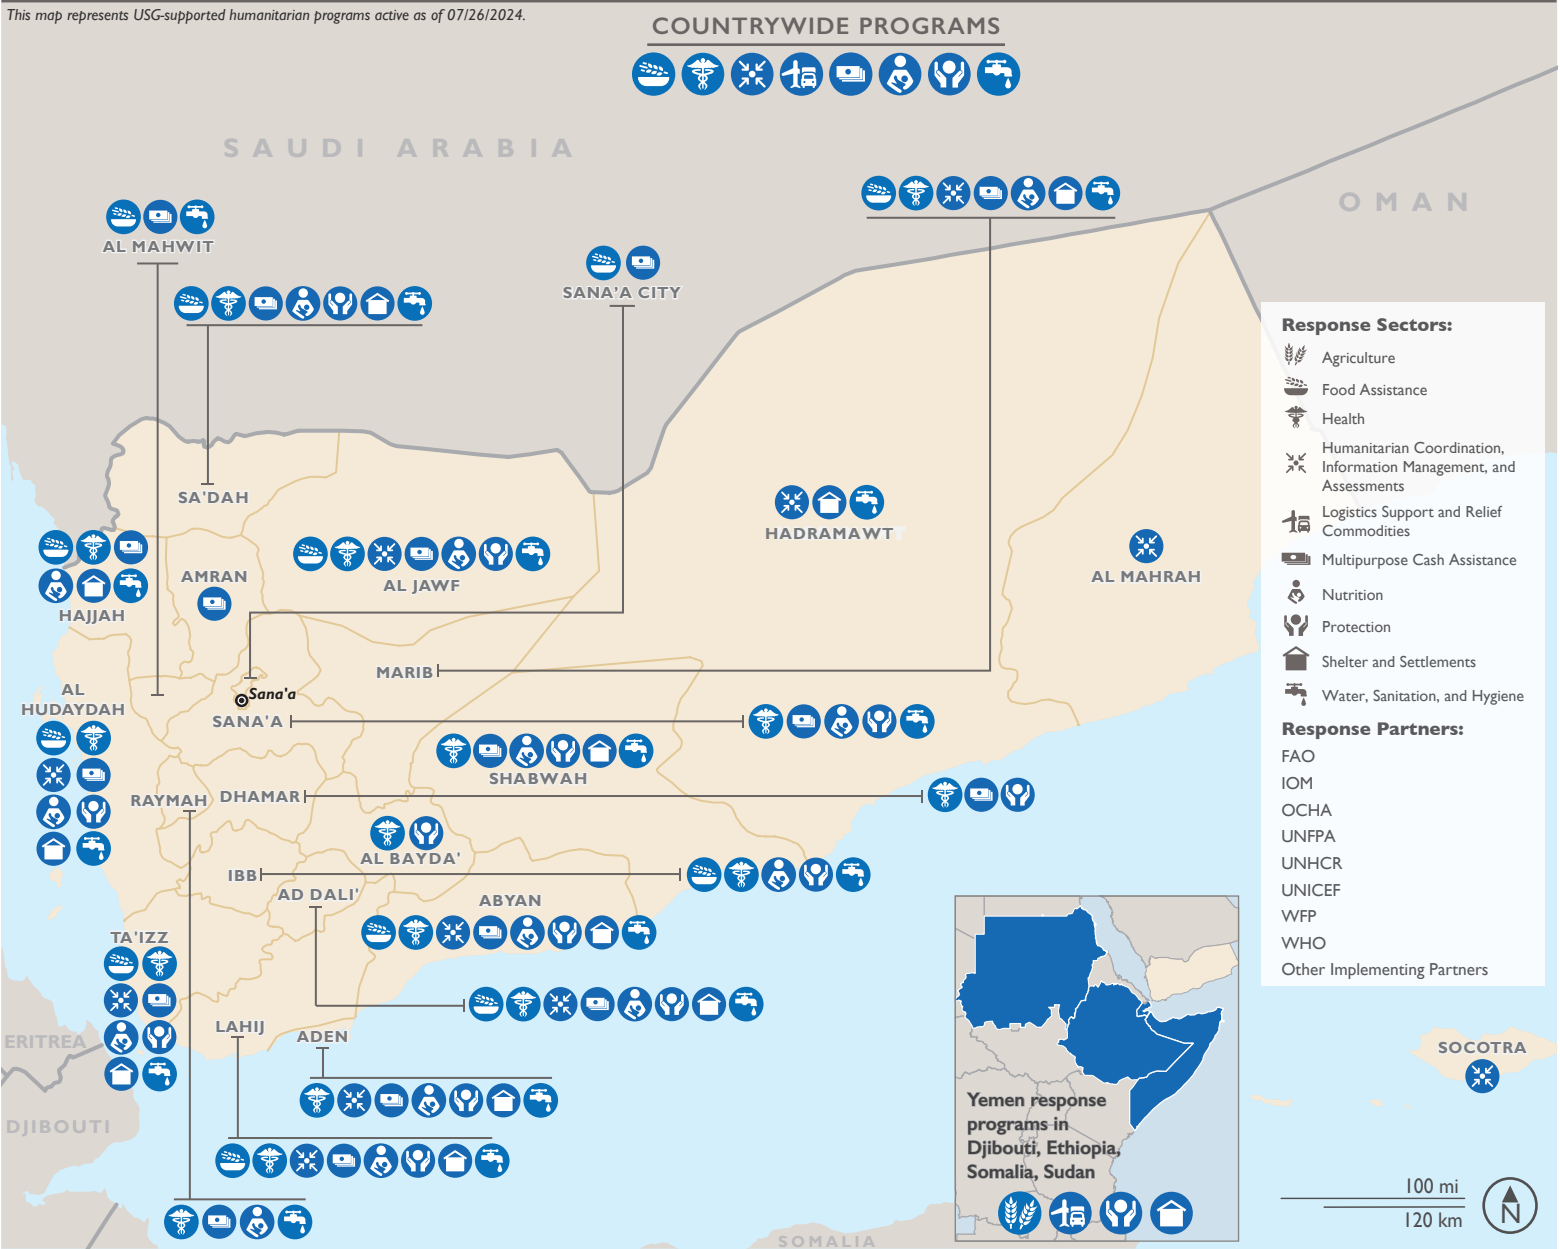 This map represents USG-supported humanitarian programs active as of 07/26/2024.
COUNTRYWIDE PROGRAMS
SAUDI ARABIA
OMAN
AL MAHWIT
SANA'A CITY
SA'DAH
HADRAMAWT
AL MAHRAH
AMRAN
AL JAWF
HAJJAH
MARIB
AL
HUDAYDAH
Sana'a
SANA'A
SHABWAH
RAYMAH
DHAMAR
AL BAYDA'
IBB
AD DALI'
ABYAN
TA'IZZ
LAHIJ
ADEN
ERITREA
DJIBOUTI
SOMALIA
SOCOTRA
Response Sectors:
Agriculture
Food Assistance
Health
Humanitarian Coordination,
Information Management, and
Assessments
Logistics Support and Relief
Commodities
Multipurpose Cash Assistance
Nutrition
Protection
Shelter and Settlements
Water, Sanitation, and Hygiene
Response Partners:
FAO
IOM
OCHA
UNFPA
UNHCR
UNICEF
WFP
WHO
Other Implementing Partners
Yemen response
programs in
Djibouti, Ethiopia,
Somalia, Sudan
100 mi
120 km
N